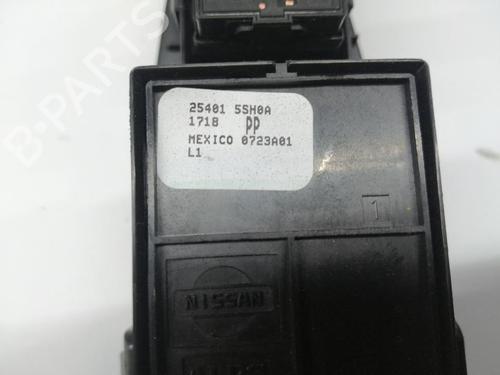 B-PARTS
25401 5SH0A
1718 PP
MEXICO 0723A01
L1
1
NISSAN